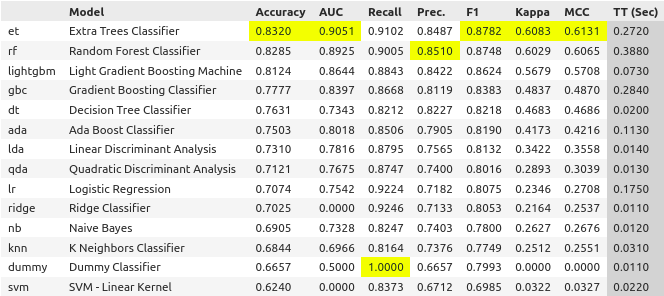 Model Accuracy AUC Recall Prec. F1 Kappa MCC TT (Sec)
et Extra Trees Classifier 0.8320 0.9051 0.9102 0.8487 0.8782 0.6083 0.6131 0.2720
rf Random Forest Classifier 0.8285 0.8925 0.9005 0.8510 0.8748 0.6029 0.6065 0.3880
lightgbm Light Gradient Boosting Machine 0.8124 0.8644 0.8843 0.8422 0.8624 0.5679 0.5708 0.0730
gbc Gradient Boosting Classifier 0.7777 0.8397 0.8668 0.8119 0.8383 0.4837 0.4870 0.2840
dt Decision Tree Classifier 0.7631 0.7343 0.8212 0.8227 0.8218 0.4683 0.4686 0.0200
ada Ada Boost Classifier 0.7503 0.8018 0.8506 0.7905 0.8190 0.4173 0.4216 0.1130
lda Linear Discriminant Analysis 0.7310 0.7816 0.8795 0.7565 0.8132 0.3422 0.3558 0.0140
qda Quadratic Discriminant Analysis 0.7121 0.7675 0.8747 0.7400 0.8016 0.2893 0.3039 0.0130
lr Logistic Regression 0.7074 0.7542 0.9224 0.7182 0.8075 0.2346 0.2708 0.1750
ridge Ridge Classifier 0.7025 0.0000 0.9246 0.7133 0.8053 0.2164 0.2537 0.0110
nb Naive Bayes 0.6905 0.7328 0.8247 0.7403 0.7800 0.2627 0.2676 0.0120
knn K Neighbors Classifier 0.6844 0.6966 0.8164 0.7376 0.7749 0.2512 0.2551 0.0310
dummy Dummy Classifier 0.6657 0.5000 1.0000 0.6657 0.7993 0.0000 0.0000 0.0110
svm SVM - Linear Kernel 0.6240 0.0000 0.8373 0.6712 0.6985 0.0322 0.0327 0.0220